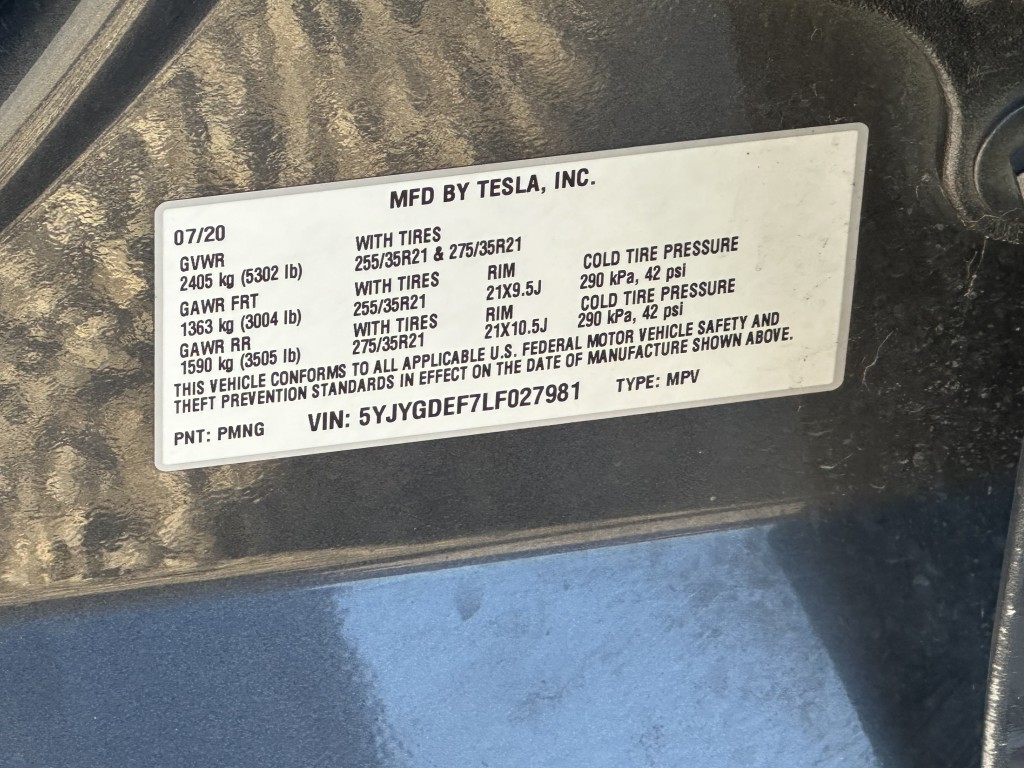 MFD BY TESLA, INC.
07/20
GVWR WITH TIRES
2405 kg (5302 lb) 255/35R21 & 275/35R21
GAWR FRT WITH TIRES RIM COLD TIRE PRESSURE
1363 kg (3004 lb) 255/35R21 21X9.5J 290 kPa, 42 psi
GAWR RR WITH TIRES RIM COLD TIRE PRESSURE
1590 kg (3505 lb) 275/35R21 21X10.5J 290 kPa, 42 psi
THIS VEHICLE CONFORMS TO ALL APPLICABLE U.S. FEDERAL MOTOR VEHICLE SAFETY AND
THEFT PREVENTION STANDARDS IN EFFECT ON THE DATE OF MANUFACTURE SHOWN ABOVE.
PNT: PMNG VIN: 5YJYGDEF7LF027981 TYPE: MPV